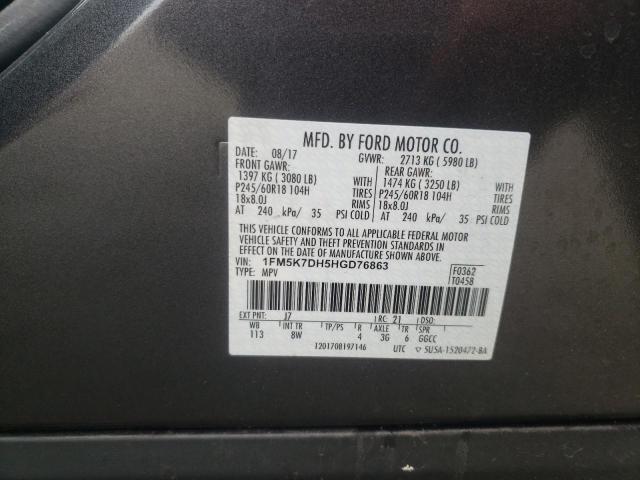 MFD. BY FORD MOTOR CO.
DATE: 08/17 GVWR: 2713 KG ( 5980 LB)
FRONT GAWR: REAR GAWR:
1397 KG ( 3080 LB) WITH 1474 KG ( 3250 LB) WITH
P245/60R18 104H TIRES P245/60R18 104H TIRES
18x8.0J RIMS 18x8.0J RIMS
AT 240 kPa/ 35 PSI COLD AT 240 kPa/ 35 PSI COLD
THIS VEHICLE CONFORMS TO ALL APPLICABLE FEDERAL MOTOR
VEHICLE SAFETY AND THEFT PREVENTION STANDARDS IN
EFFECT ON THE DATE OF MANUFACTURE SHOWN ABOVE.
VIN: 1FM5K7DH5HGD76863 F0362
TYPE: MPV T0458
EXT PNT: J7 RC: 21 DSO:
WB INT TR TP/PS R AXLE TR SPR
113 8W 4 3G 6 GGCC
1201708197146 UTC ▽ 5U5A-1520472-BA